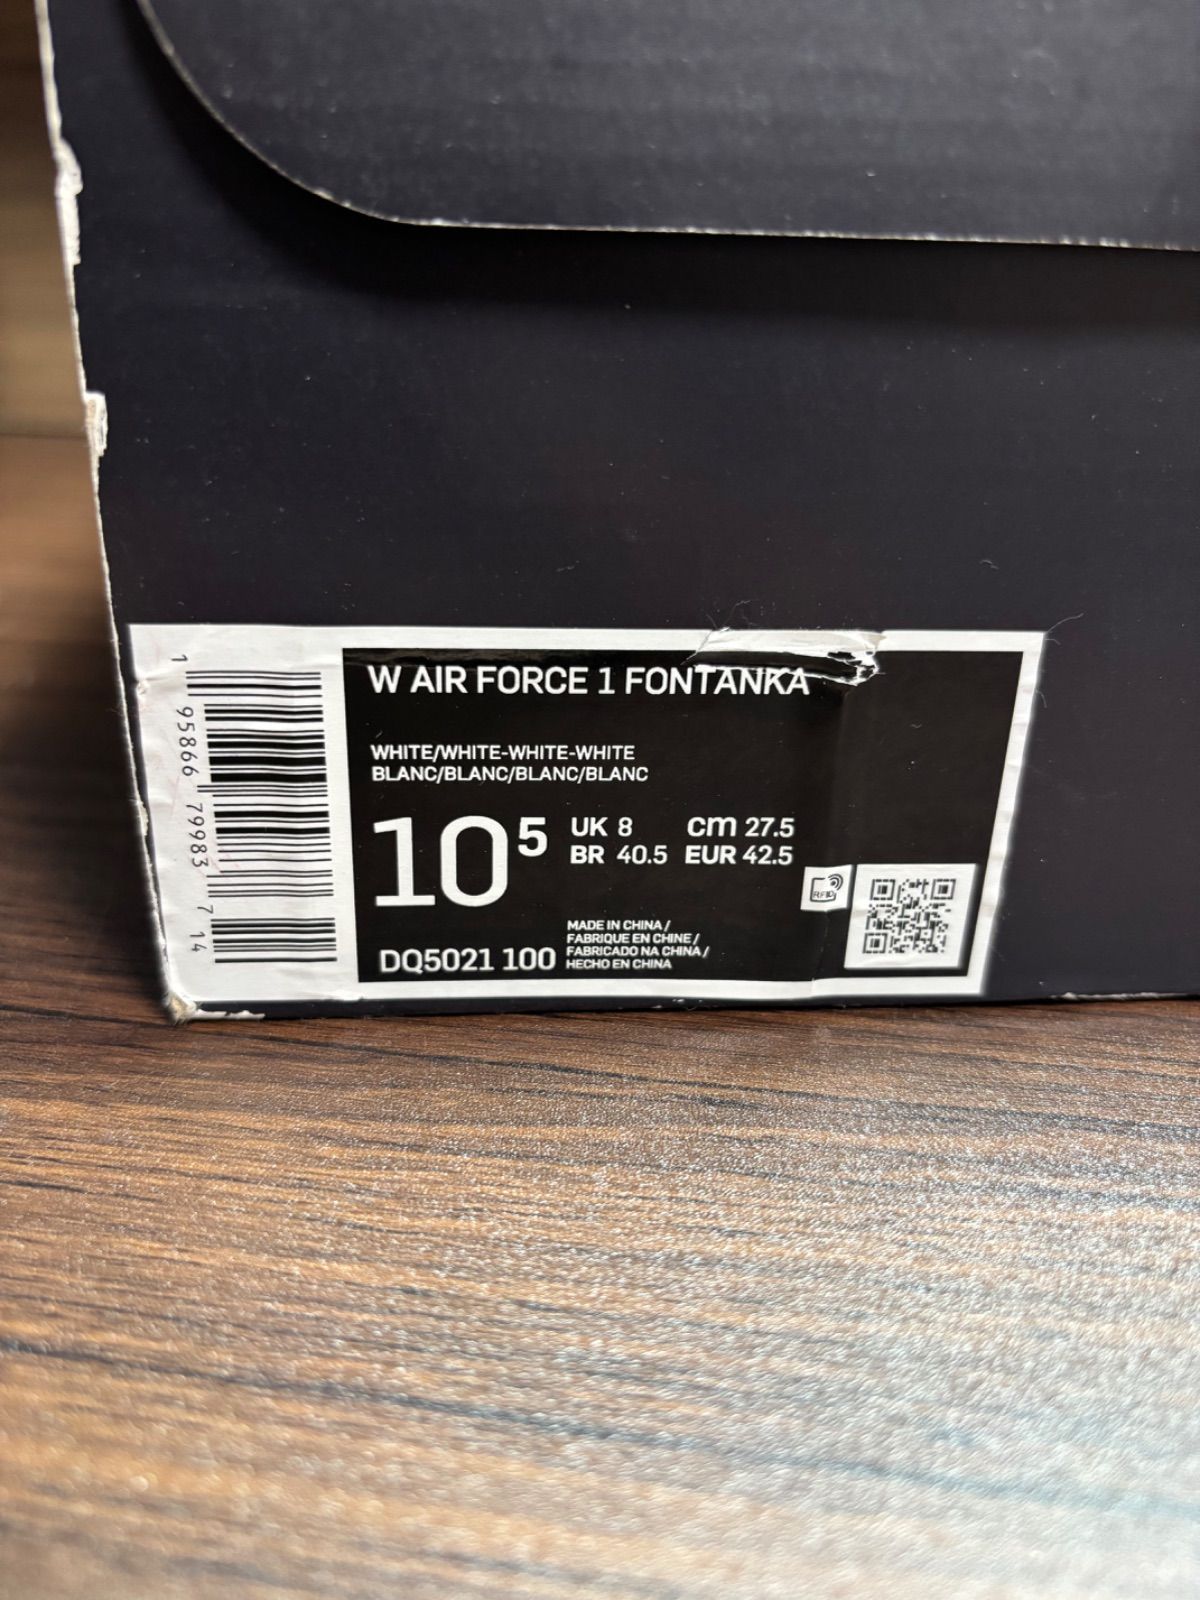 W AIR FORCE 1 FONTANKA
WHITE/WHITE-WHITE-WHITE
BLANC/BLANC/BLANC/BLANC
10 5
UK 8 cm 27.5
BR 40.5 EUR 42.5
DQ5021 100
MADE IN CHINA /
FABRIQUE EN CHINE /
FABRICADO NA CHINA /
HECHO EN CHINA
RFID
1 95866 79983 7 14